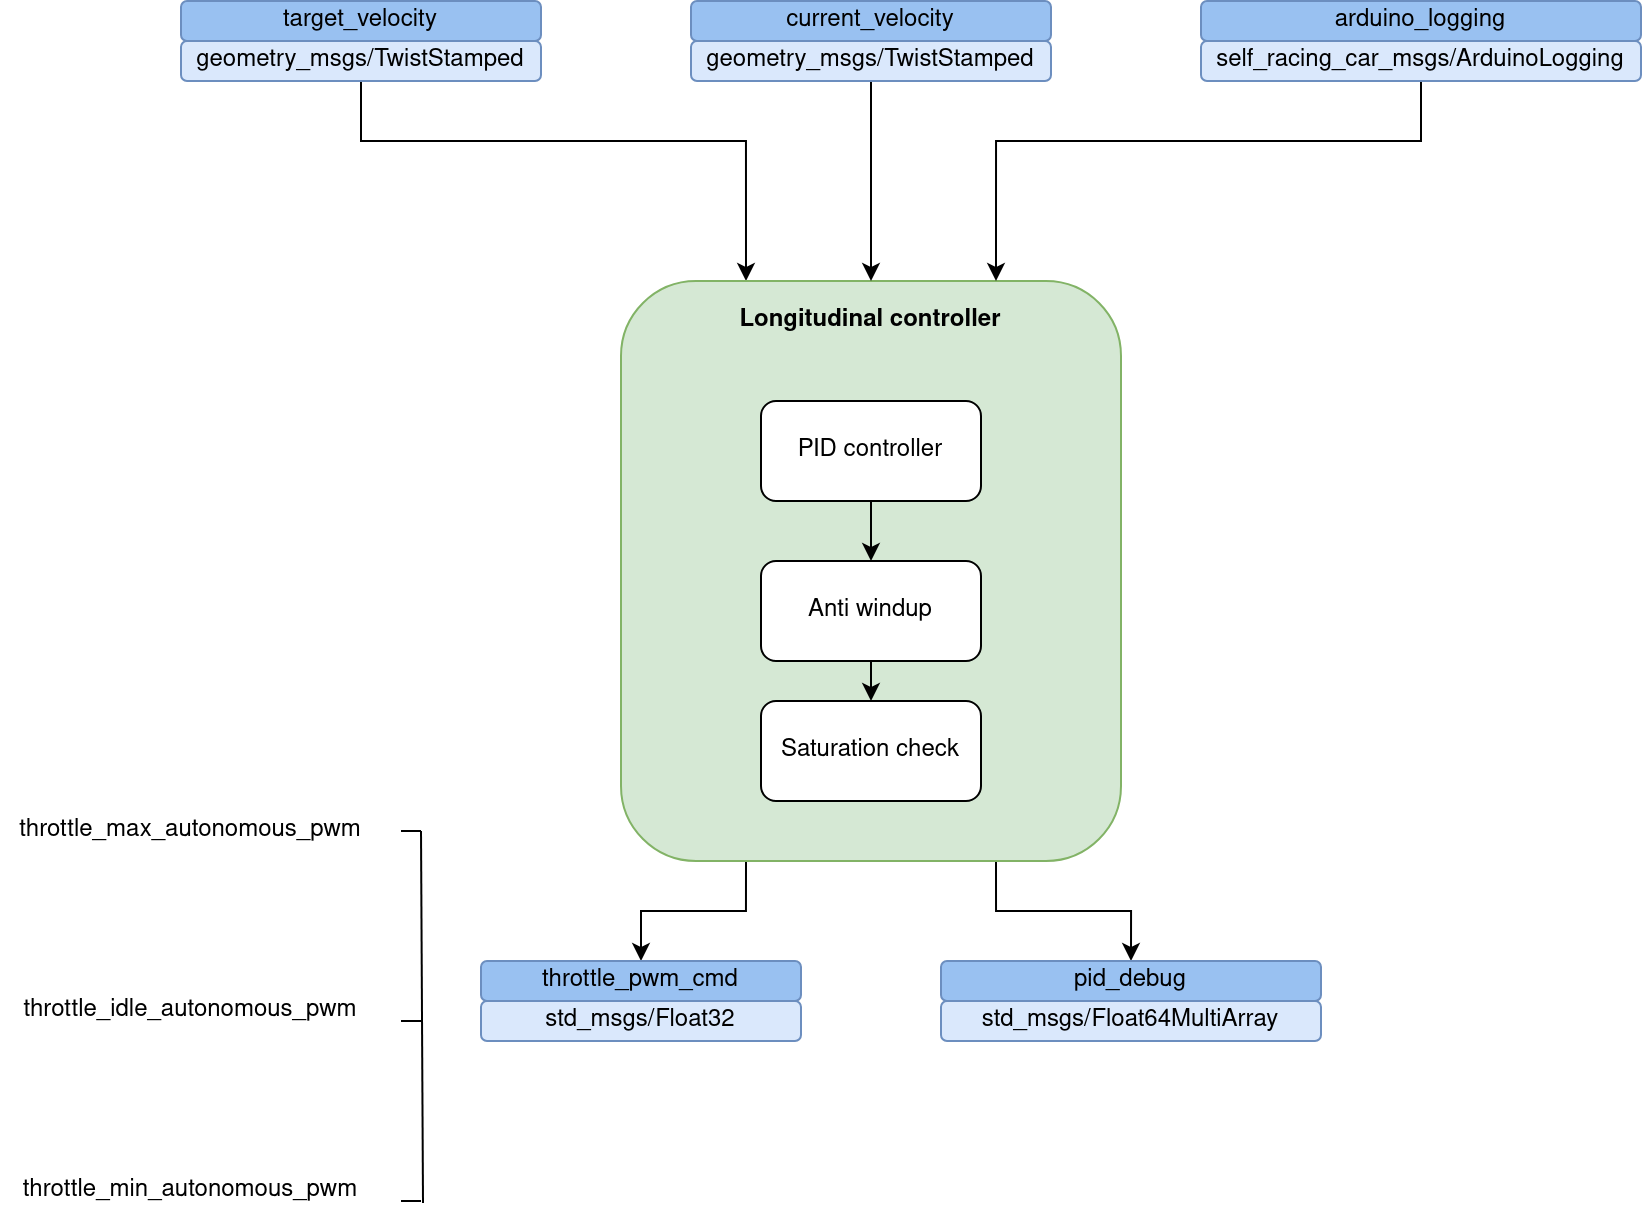 target_velocity
geometry_msgs/TwistStamped
current_velocity
geometry_msgs/TwistStamped
arduino_logging
self_racing_car_msgs/ArduinoLogging
Longitudinal controller
PID controller
Anti windup
Saturation check
throttle_max_autonomous_pwm
throttle_idle_autonomous_pwm
throttle_min_autonomous_pwm
throttle_pwm_cmd
std_msgs/Float32
pid_debug
std_msgs/Float64MultiArray